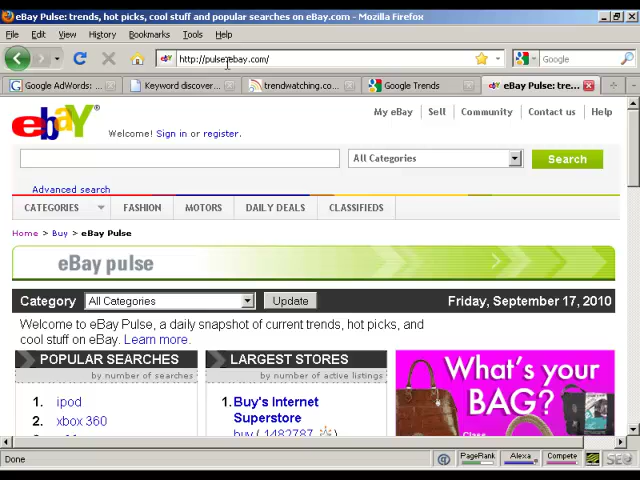 eBay Pulse: trends, hot picks, cool stuff and popular searches on eBay.com - Mozilla Firefox
File Edit View History Bookmarks Tools Help
http://pulse.ebay.com/ Google
Google AdWords: ... Keyword discover... trendwatching.co... Google Trends eBay Pulse: tre...
ebaY®
My eBay Sell Community Contact us Help
Welcome! Sign in or register.
All Categories Search
Advanced search
CATEGORIES FASHION MOTORS DAILY DEALS CLASSIFIEDS
Home > Buy > eBay Pulse
eBay pulse
Category All Categories Update Friday, September 17, 2010
Welcome to eBay Pulse, a daily snapshot of current trends, hot picks, and
cool stuff on eBay. Learn more.
POPULAR SEARCHES
by number of searches
1. ipod
2. xbox 360
LARGEST STORES
by number of active listings
1. Buy's Internet
Superstore
buy ( 1482787
What's your
BAG?
Class
Done PageRank Alexa Compete SEO